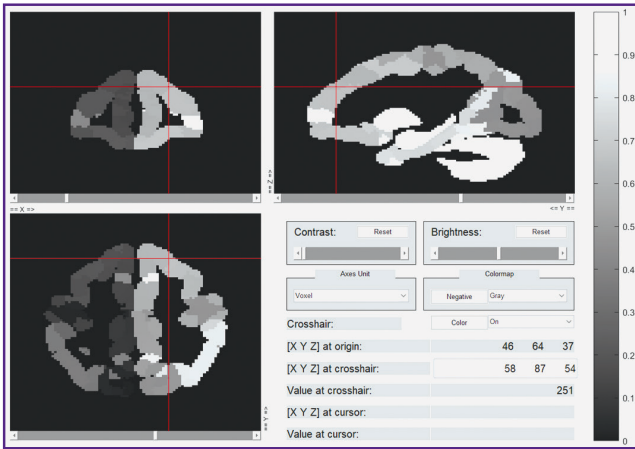 == X =>
<= Z ==
<= Y ==
<= Y =>
Contrast: Reset
Brightness: Reset
Axes Unit
Voxel
Colormap
Negative Gray
Crosshair: Color On
[X Y Z] at origin: 46 64 37
[X Y Z] at crosshair: 58 87 54
Value at crosshair: 251
[X Y Z] at cursor:
Value at cursor:
1
0.9
0.8
0.7
0.6
0.5
0.4
0.3
0.2
0.1
0